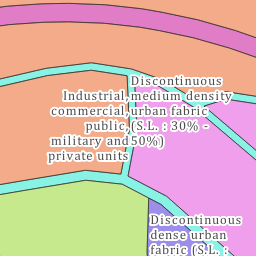 Discontinuous
medium density
urban fabric
(S.L. : 30% -
50%)
Industrial,
commercial,
public,
military and
private units
Discontinuous
dense urban
fabric (S.L. :